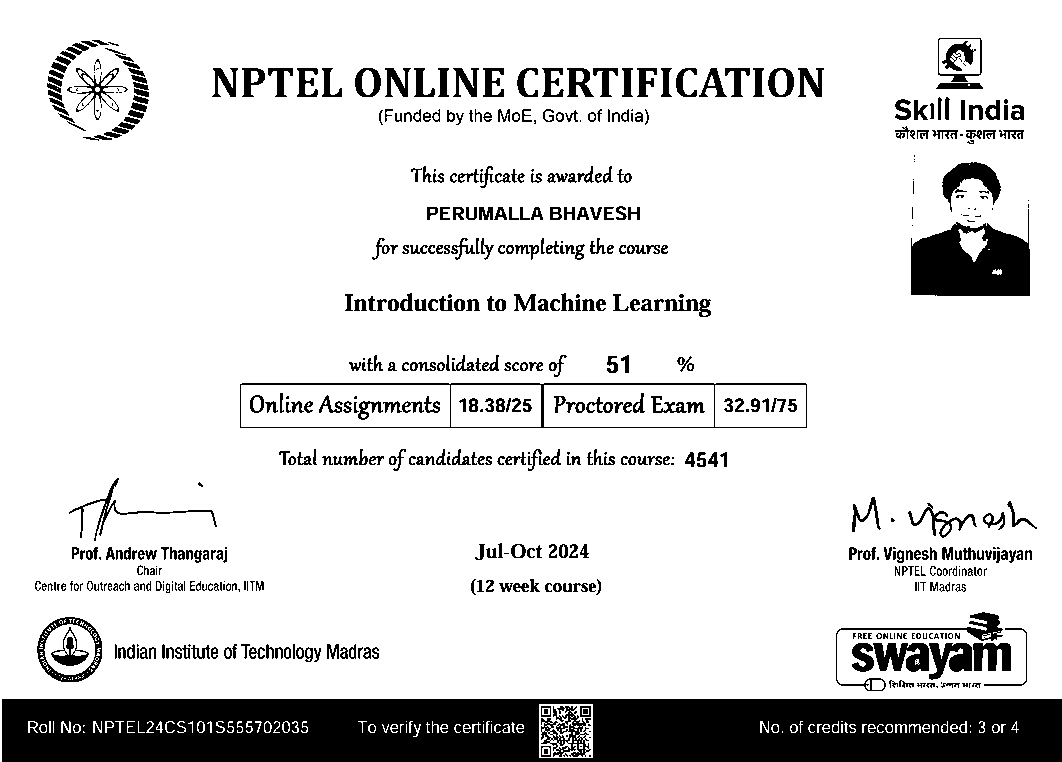 NPTEL ONLINE CERTIFICATION
(Funded by the MoE, Govt. of India)
Skill India
कौशल भारत - कुशल भारत
This certificate is awarded to
PERUMALLA BHAVESH
for successfully completing the course
Introduction to Machine Learning
with a consolidated score of 51 %
Online Assignments 18.38/25 Proctored Exam 32.91/75
Total number of candidates certified in this course: 4541
M. Vignesh
Prof. Andrew Thangaraj
Chair
Centre for Outreach and Digital Education, IITM
Jul-Oct 2024
(12 week course)
Prof. Vignesh Muthuvijayan
NPTEL Coordinator
IIT Madras
Indian Institute of Technology Madras
FREE ONLINE EDUCATION
swayam
शिक्षित भारत, उन्नत भारत
Roll No: NPTEL24CS101S555702035 To verify the certificate No. of credits recommended: 3 or 4